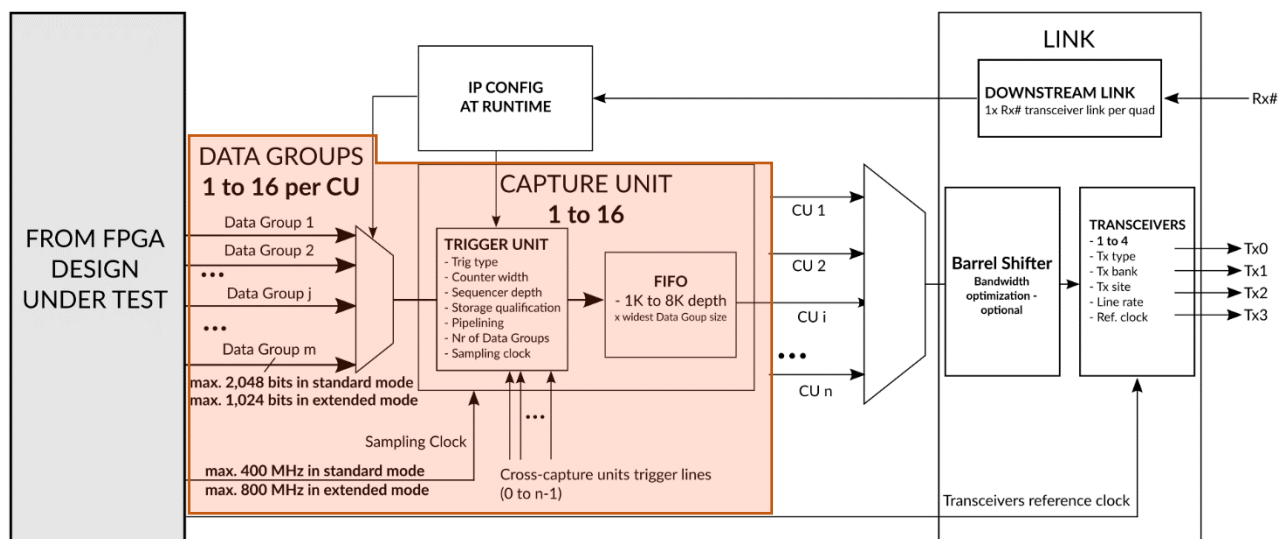 FROM FPGA
DESIGN
UNDER TEST
DATA GROUPS
1 to 16 per CU
Data Group 1
Data Group 2
...
Data Group j
...
Data Group m
max. 2,048 bits in standard mode
max. 1,024 bits in extended mode
Sampling Clock
max. 400 MHz in standard mode
max. 800 MHz in extended mode
IP CONFIG
AT RUNTIME
CAPTURE UNIT
1 to 16
TRIGGER UNIT
- Trig type
- Counter width
- Sequencer depth
- Storage qualification
- Pipelining
- Nr of Data Groups
- Sampling clock
FIFO
- 1K to 8K depth
x widest Data Goup size
...
Cross-capture units trigger lines
(0 to n-1)
CU 1
CU 2
CU i
...
CU n
LINK
DOWNSTREAM LINK
1x Rx# transceiver link per quad
Rx#
Barrel Shifter
Bandwidth
optimization -
optional
TRANSCEIVERS
- 1 to 4
- Tx type
- Tx bank
- Tx site
- Line rate
- Ref. clock
Tx0
Tx1
Tx2
Tx3
Transceivers reference clock